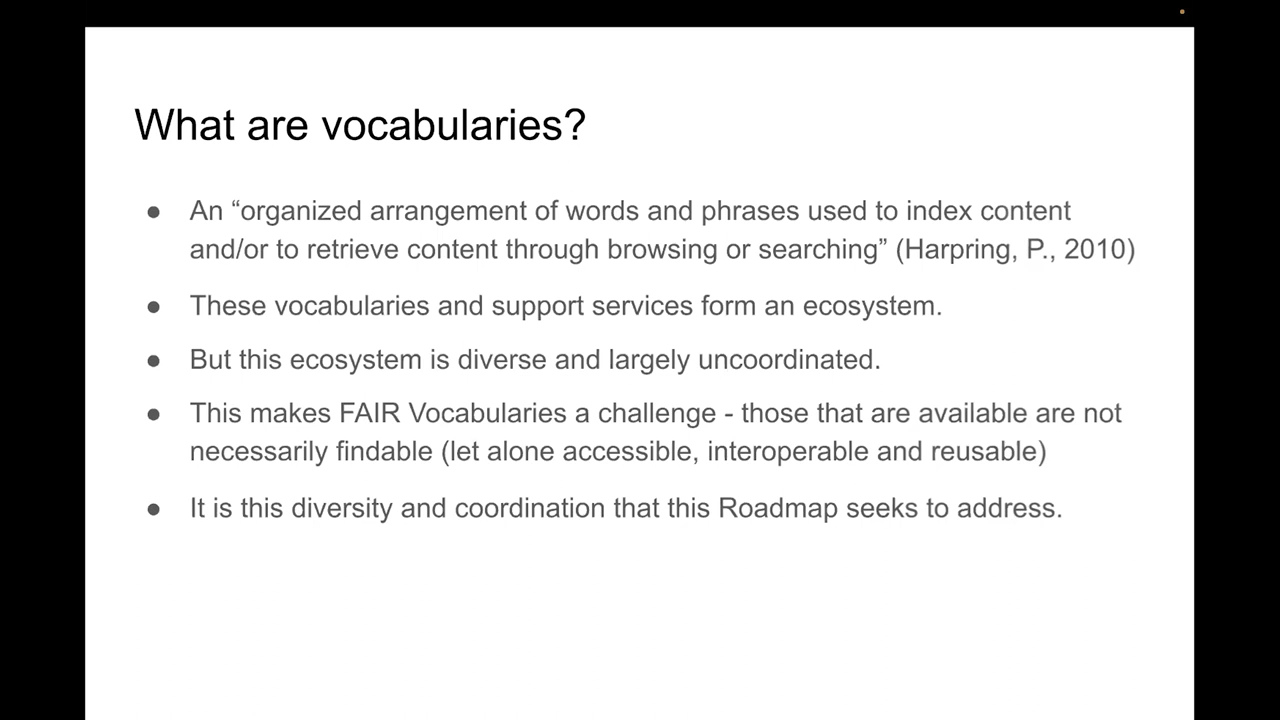 What are vocabularies?
● An “organized arrangement of words and phrases used to index content
and/or to retrieve content through browsing or searching” (Harpring, P., 2010)
● These vocabularies and support services form an ecosystem.
● But this ecosystem is diverse and largely uncoordinated.
● This makes FAIR Vocabularies a challenge - those that are available are not
necessarily findable (let alone accessible, interoperable and reusable)
● It is this diversity and coordination that this Roadmap seeks to address.